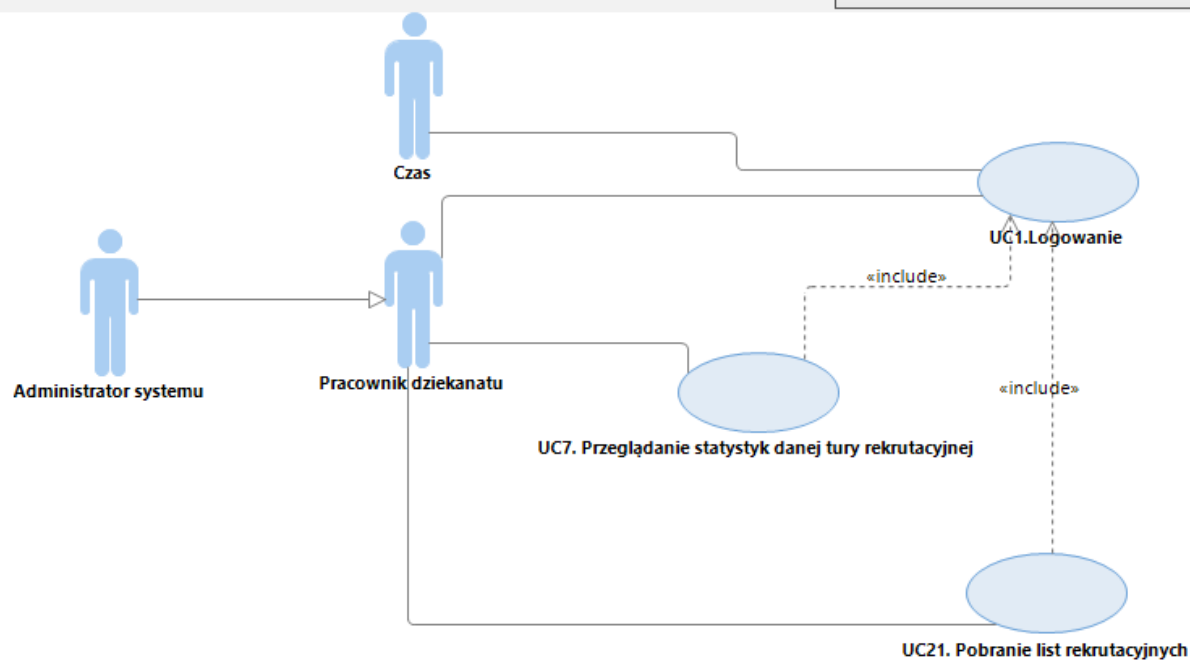 Czas
UC1.Logowanie
«include»
Administrator systemu
Pracownik dziekanatu
«include»
UC7. Przeglądanie statystyk danej tury rekrutacyjnej
UC21. Pobranie list rekrutacyjnych